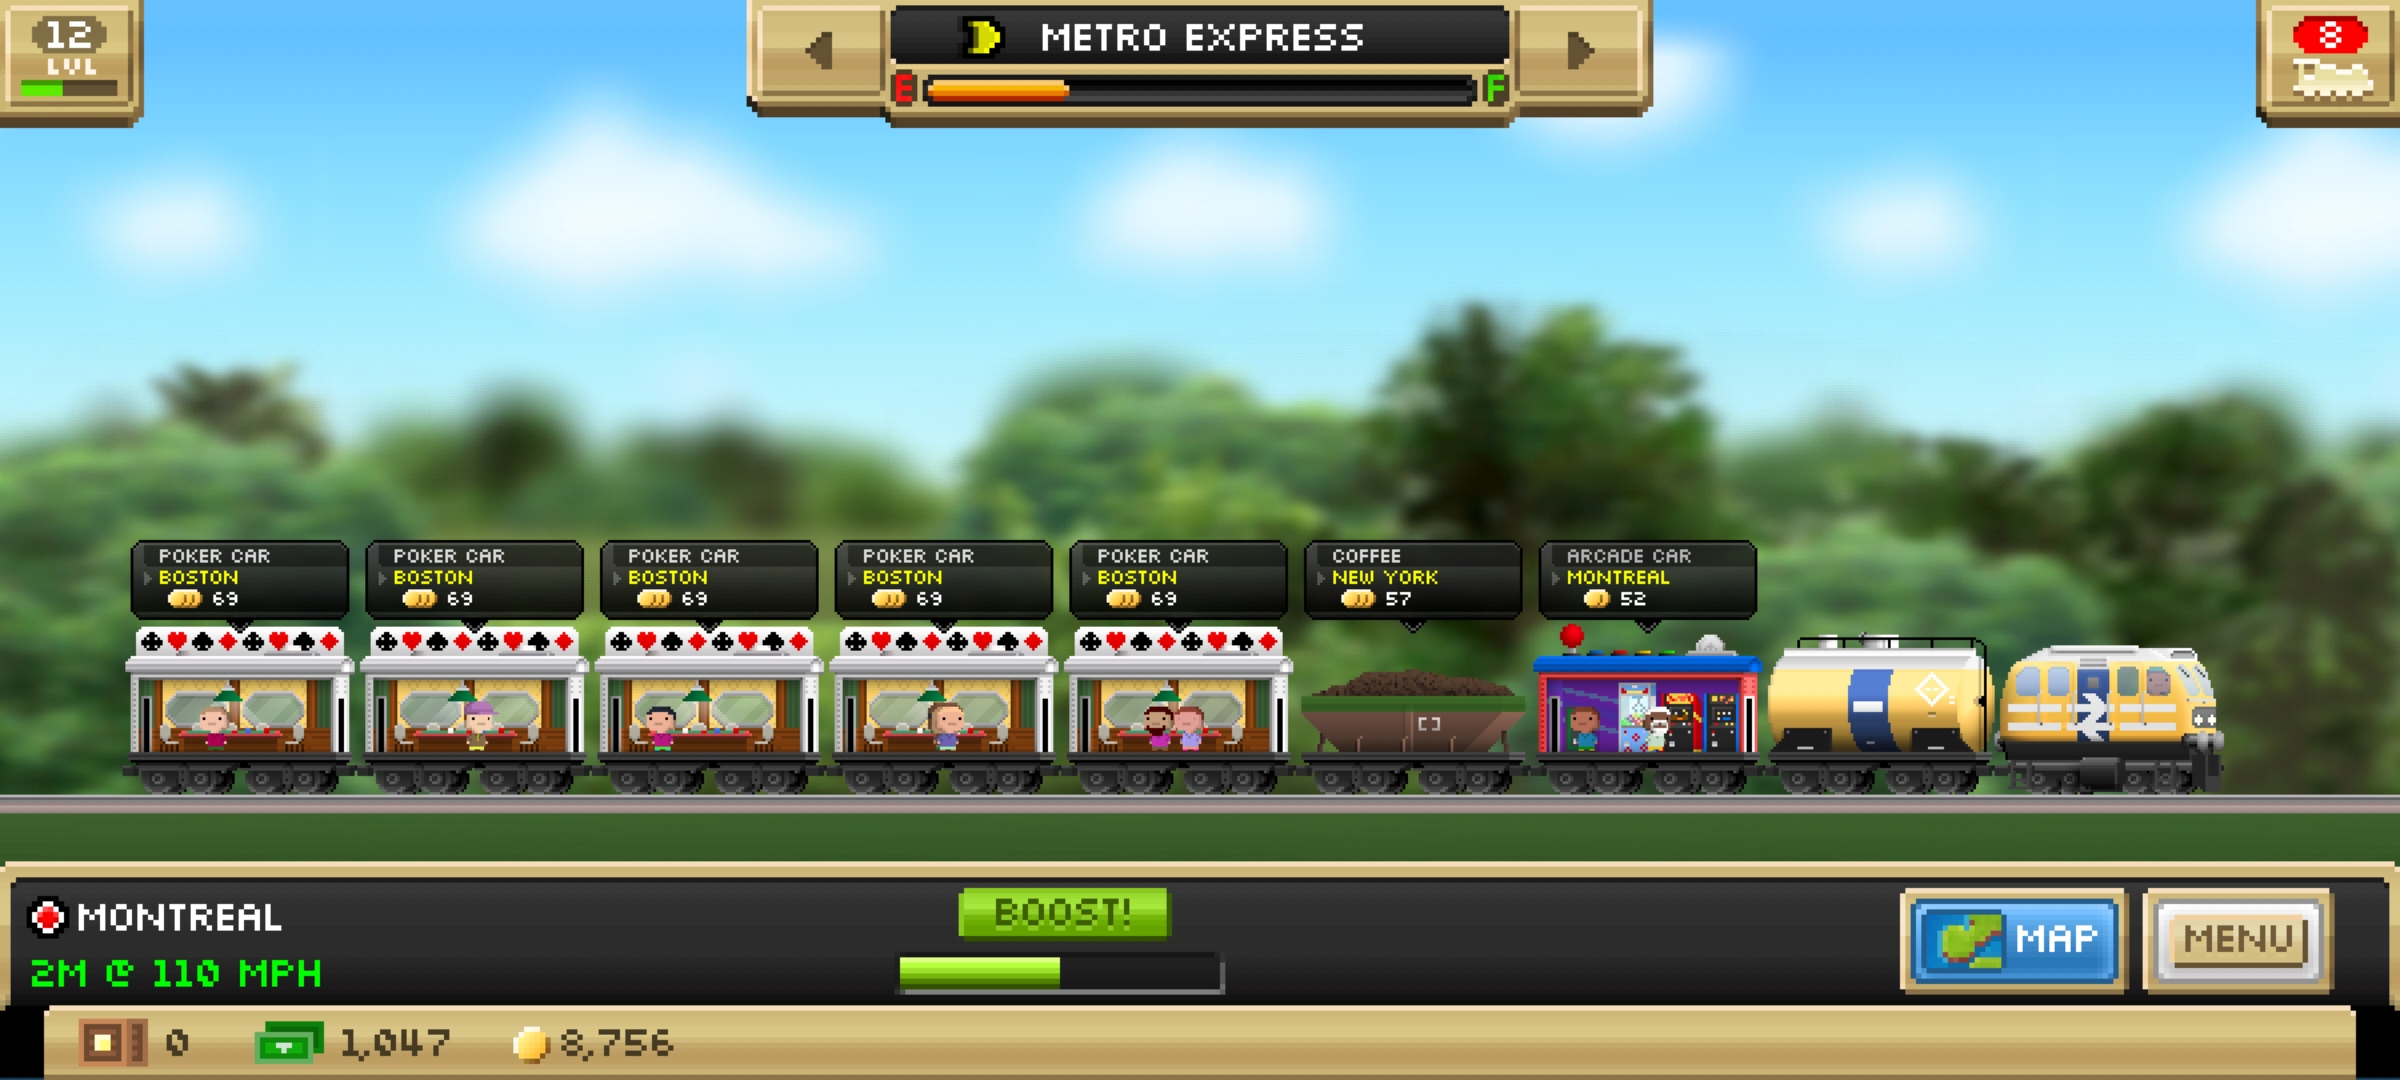 12
LVL
METRO EXPRESS
E
F
8
POKER CAR
BOSTON
69
POKER CAR
BOSTON
69
POKER CAR
BOSTON
69
POKER CAR
BOSTON
69
POKER CAR
BOSTON
69
COFFEE
NEW YORK
57
ARCADE CAR
MONTREAL
52
MONTREAL
2M @ 110 MPH
BOOST!
MAP
MENU
0
1,047
8,756